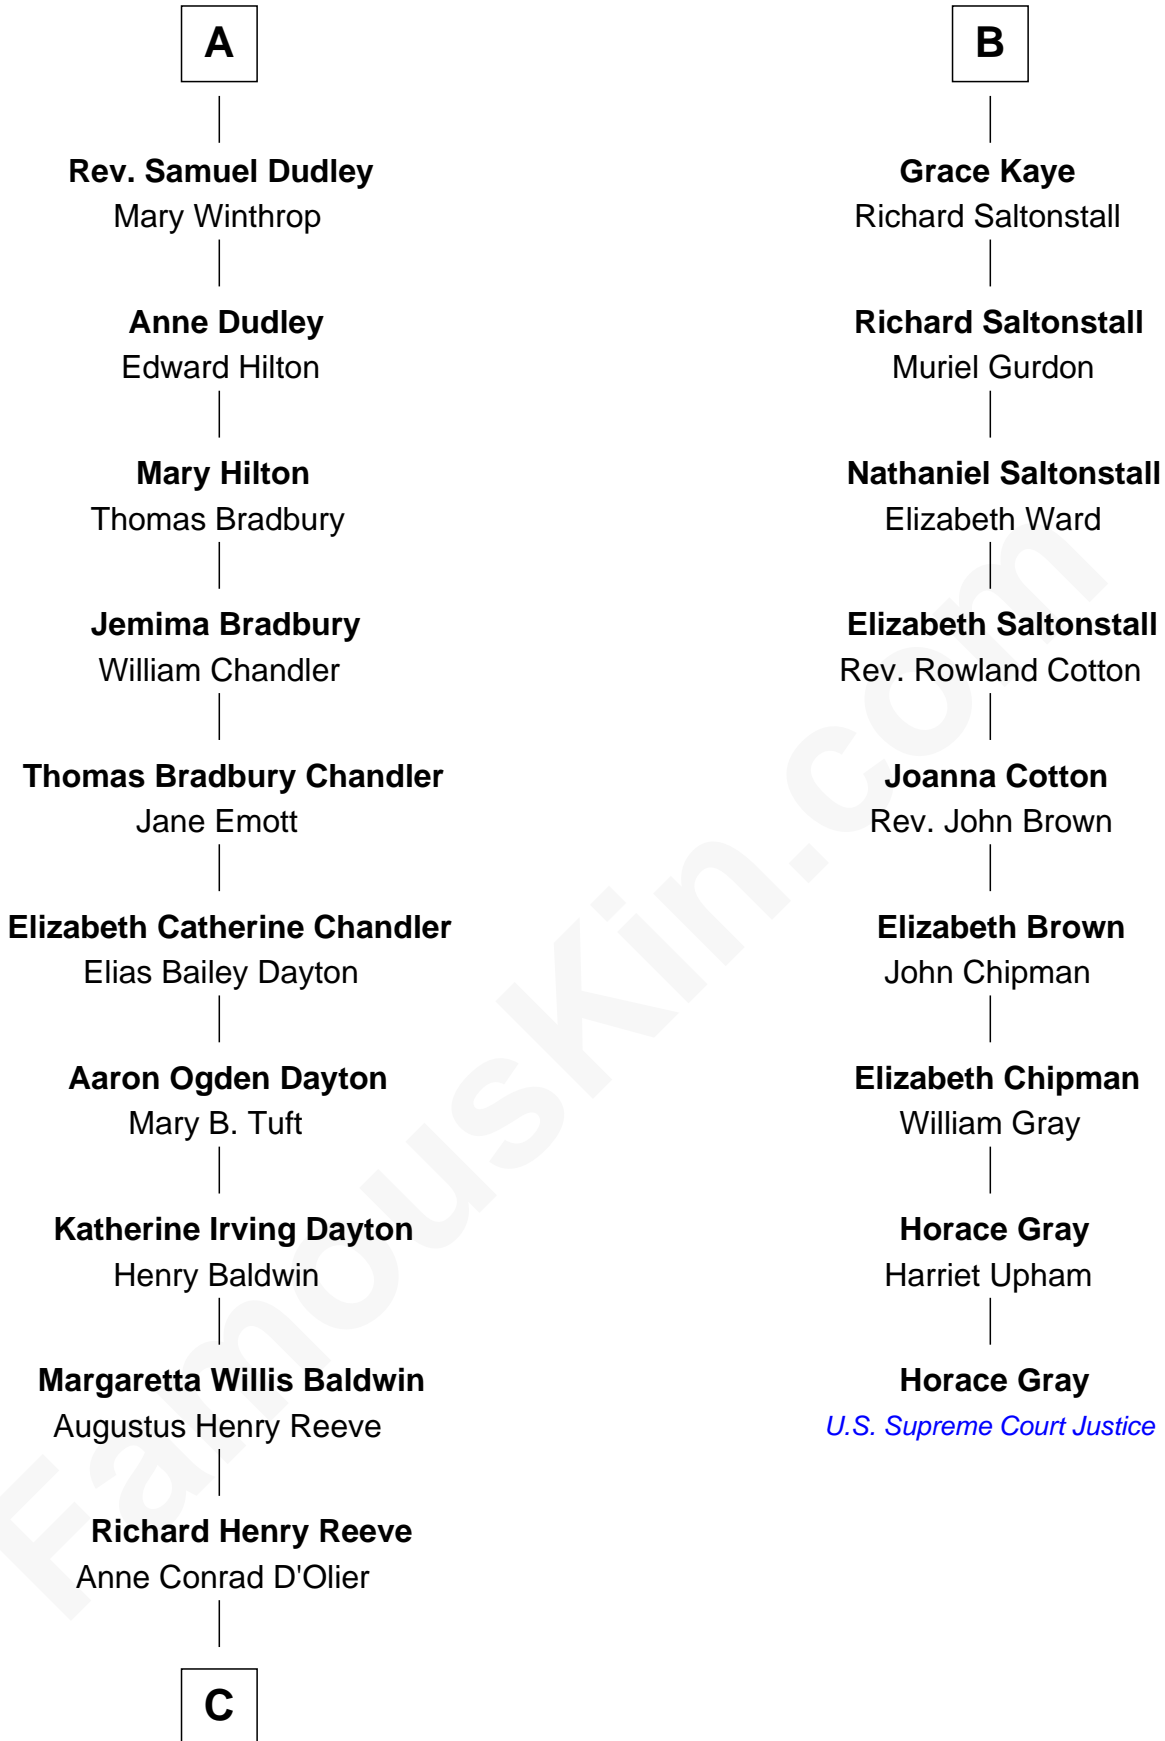 A
Rev. Samuel Dudley
Mary Winthrop
Anne Dudley
Edward Hilton
Mary Hilton
Thomas Bradbury
Jemima Bradbury
William Chandler
Thomas Bradbury Chandler
Jane Emott
Elizabeth Catherine Chandler
Elias Bailey Dayton
Aaron Ogden Dayton
Mary B. Tuft
Katherine Irving Dayton
Henry Baldwin
Margaretta Willis Baldwin
Augustus Henry Reeve
Richard Henry Reeve
Anne Conrad D'Olier
C
B
Grace Kaye
Richard Saltonstall
Richard Saltonstall
Muriel Gurdon
Nathaniel Saltonstall
Elizabeth Ward
Elizabeth Saltonstall
Rev. Rowland Cotton
Joanna Cotton
Rev. John Brown
Elizabeth Brown
John Chipman
Elizabeth Chipman
William Gray
Horace Gray
Harriet Upham
Horace Gray
U.S. Supreme Court Justice
FamousKin.com